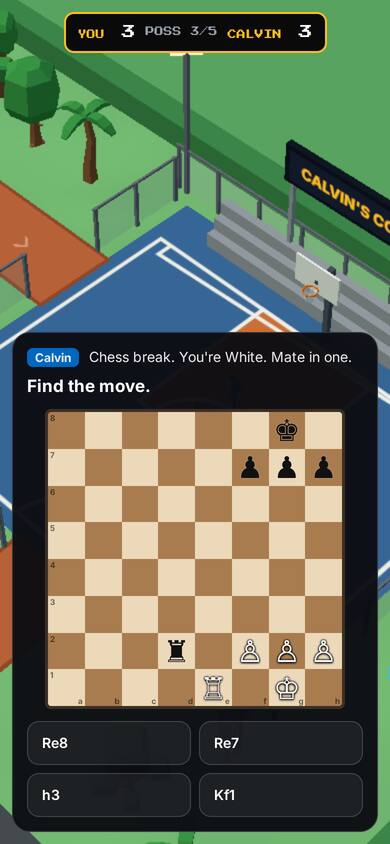 YOU 3 POSS 3/5 CALVIN 3
CALVIN'S CO
Calvin Chess break. You're White. Mate in one.
Find the move.
8
7
6
5
4
3
2
1
a b c d e f g h
Re8
Re7
h3
Kf1